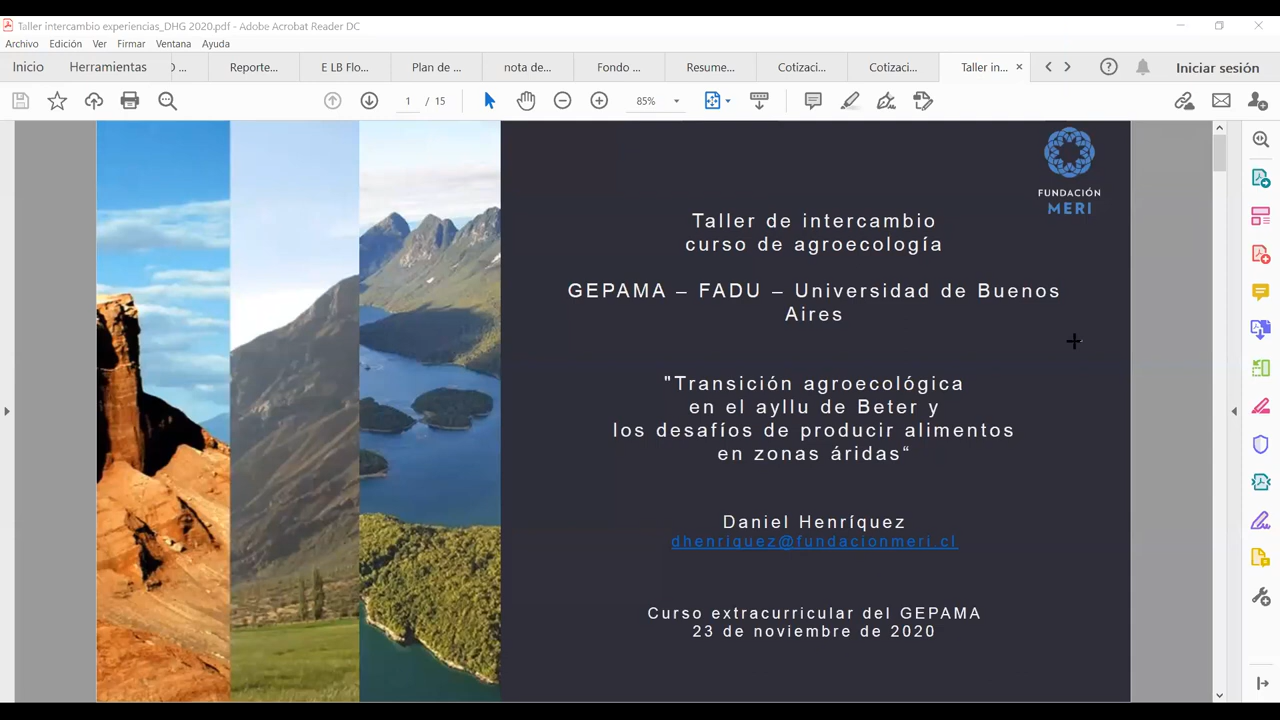 Taller intercambio experiencias_DHG 2020.pdf - Adobe Acrobat Reader DC
Archivo Edición Ver Firmar Ventana Ayuda
Inicio Herramientas Reporte... E LB Flo... Plan de ... nota de... Fondo ... Resume... Cotizaci... Cotizaci... Taller in... Iniciar sesión
1 / 15 85%
FUNDACIÓN
MERI
Taller de intercambio
curso de agroecología
GEPAMA – FADU – Universidad de Buenos
Aires
"Transición agroecológica
en el ayllu de Beter y
los desafíos de producir alimentos
en zonas áridas“
Daniel Henríquez
dhenriquez@fundacionmeri.cl
Curso extracurricular del GEPAMA
23 de noviembre de 2020